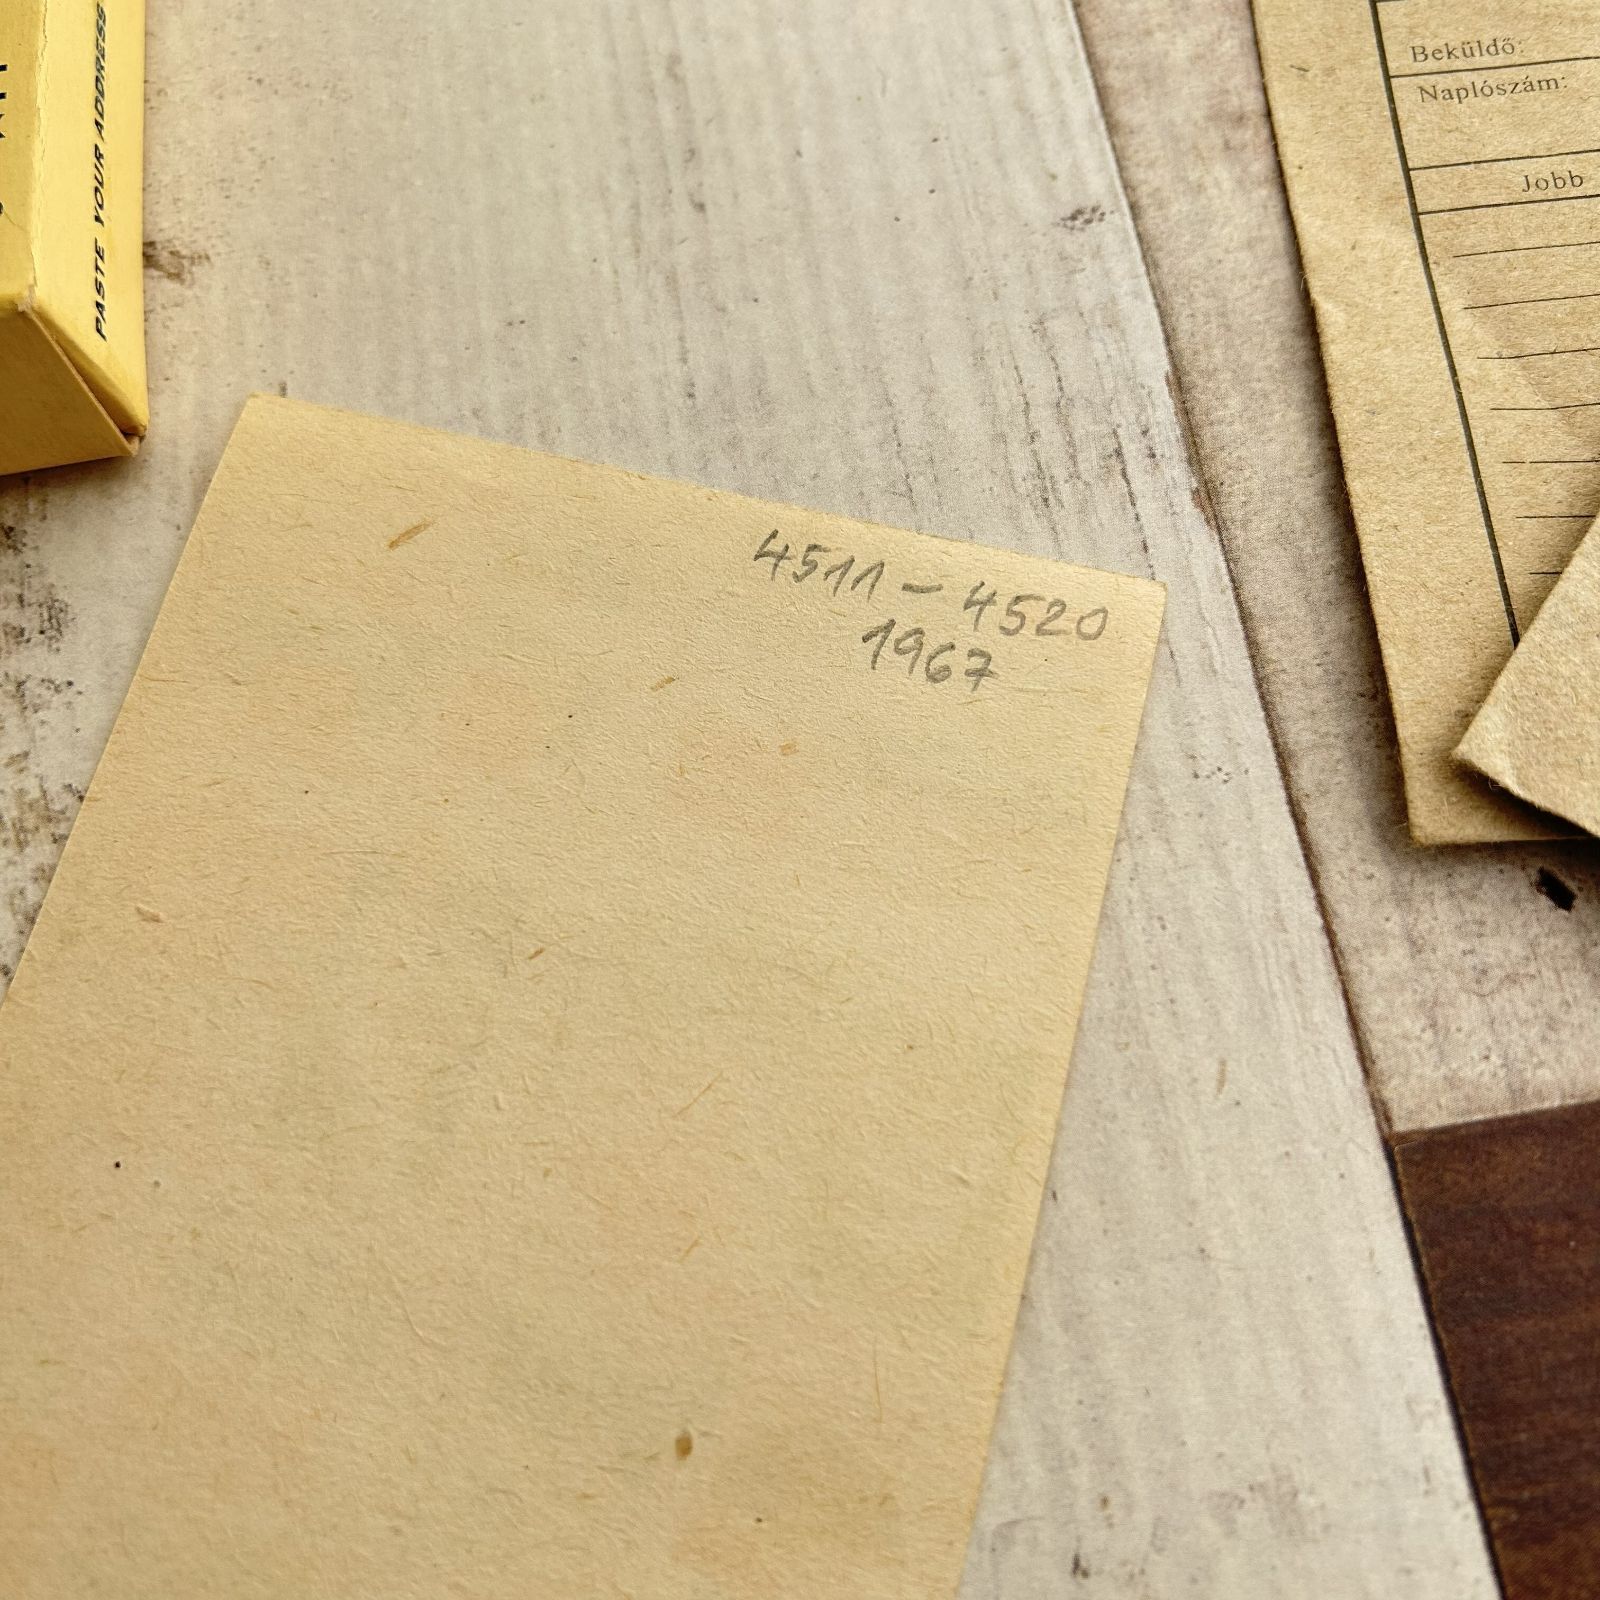 PASTE YOUR ADDRESS
4511 – 4520
1967
Beküldő:
Naplószám:
Jobb